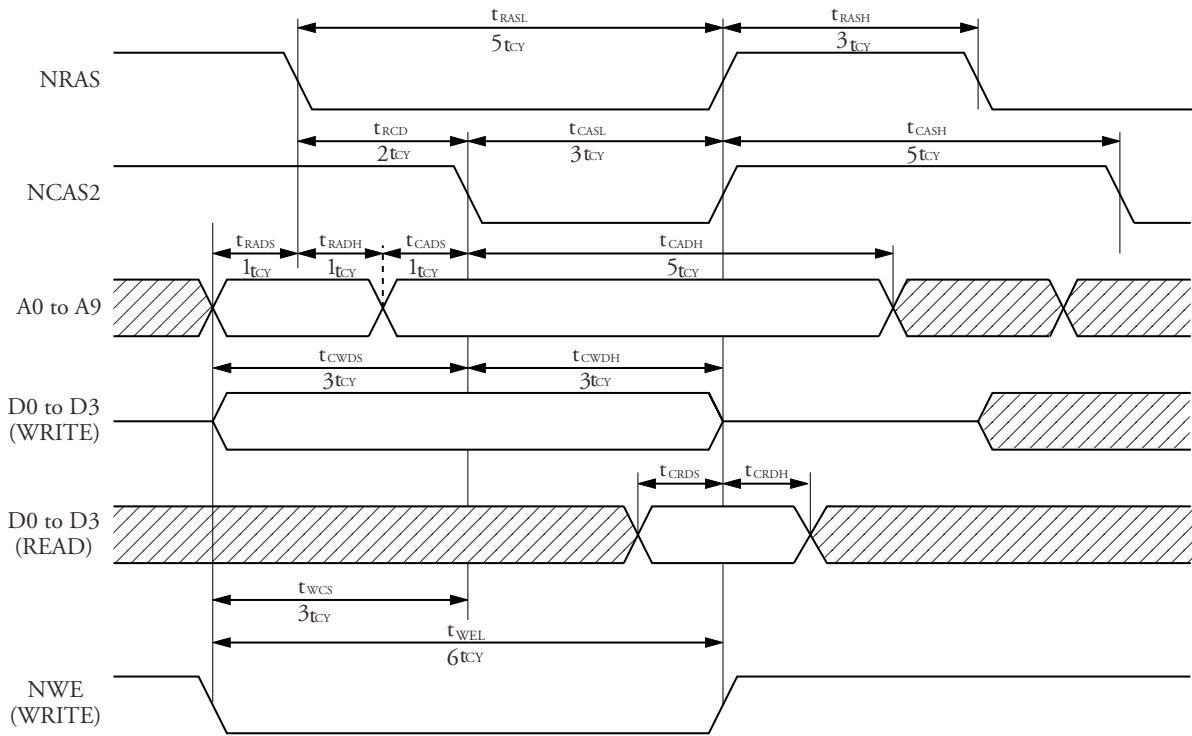 tRASL
tRASH
5tCY
3tCY
NRAS
tRCD
tCASL
tCASH
2tCY
3tCY
5tCY
NCAS2
tRADS
tRADH
tCADS
tCADH
1tCY
1tCY
1tCY
5tCY
A0 to A9
tCWDS
tCWDH
3tCY
3tCY
D0 to D3
(WRITE)
tCRDS
tCRDH
D0 to D3
(READ)
tWCS
3tCY
tWEL
6tCY
NWE
(WRITE)